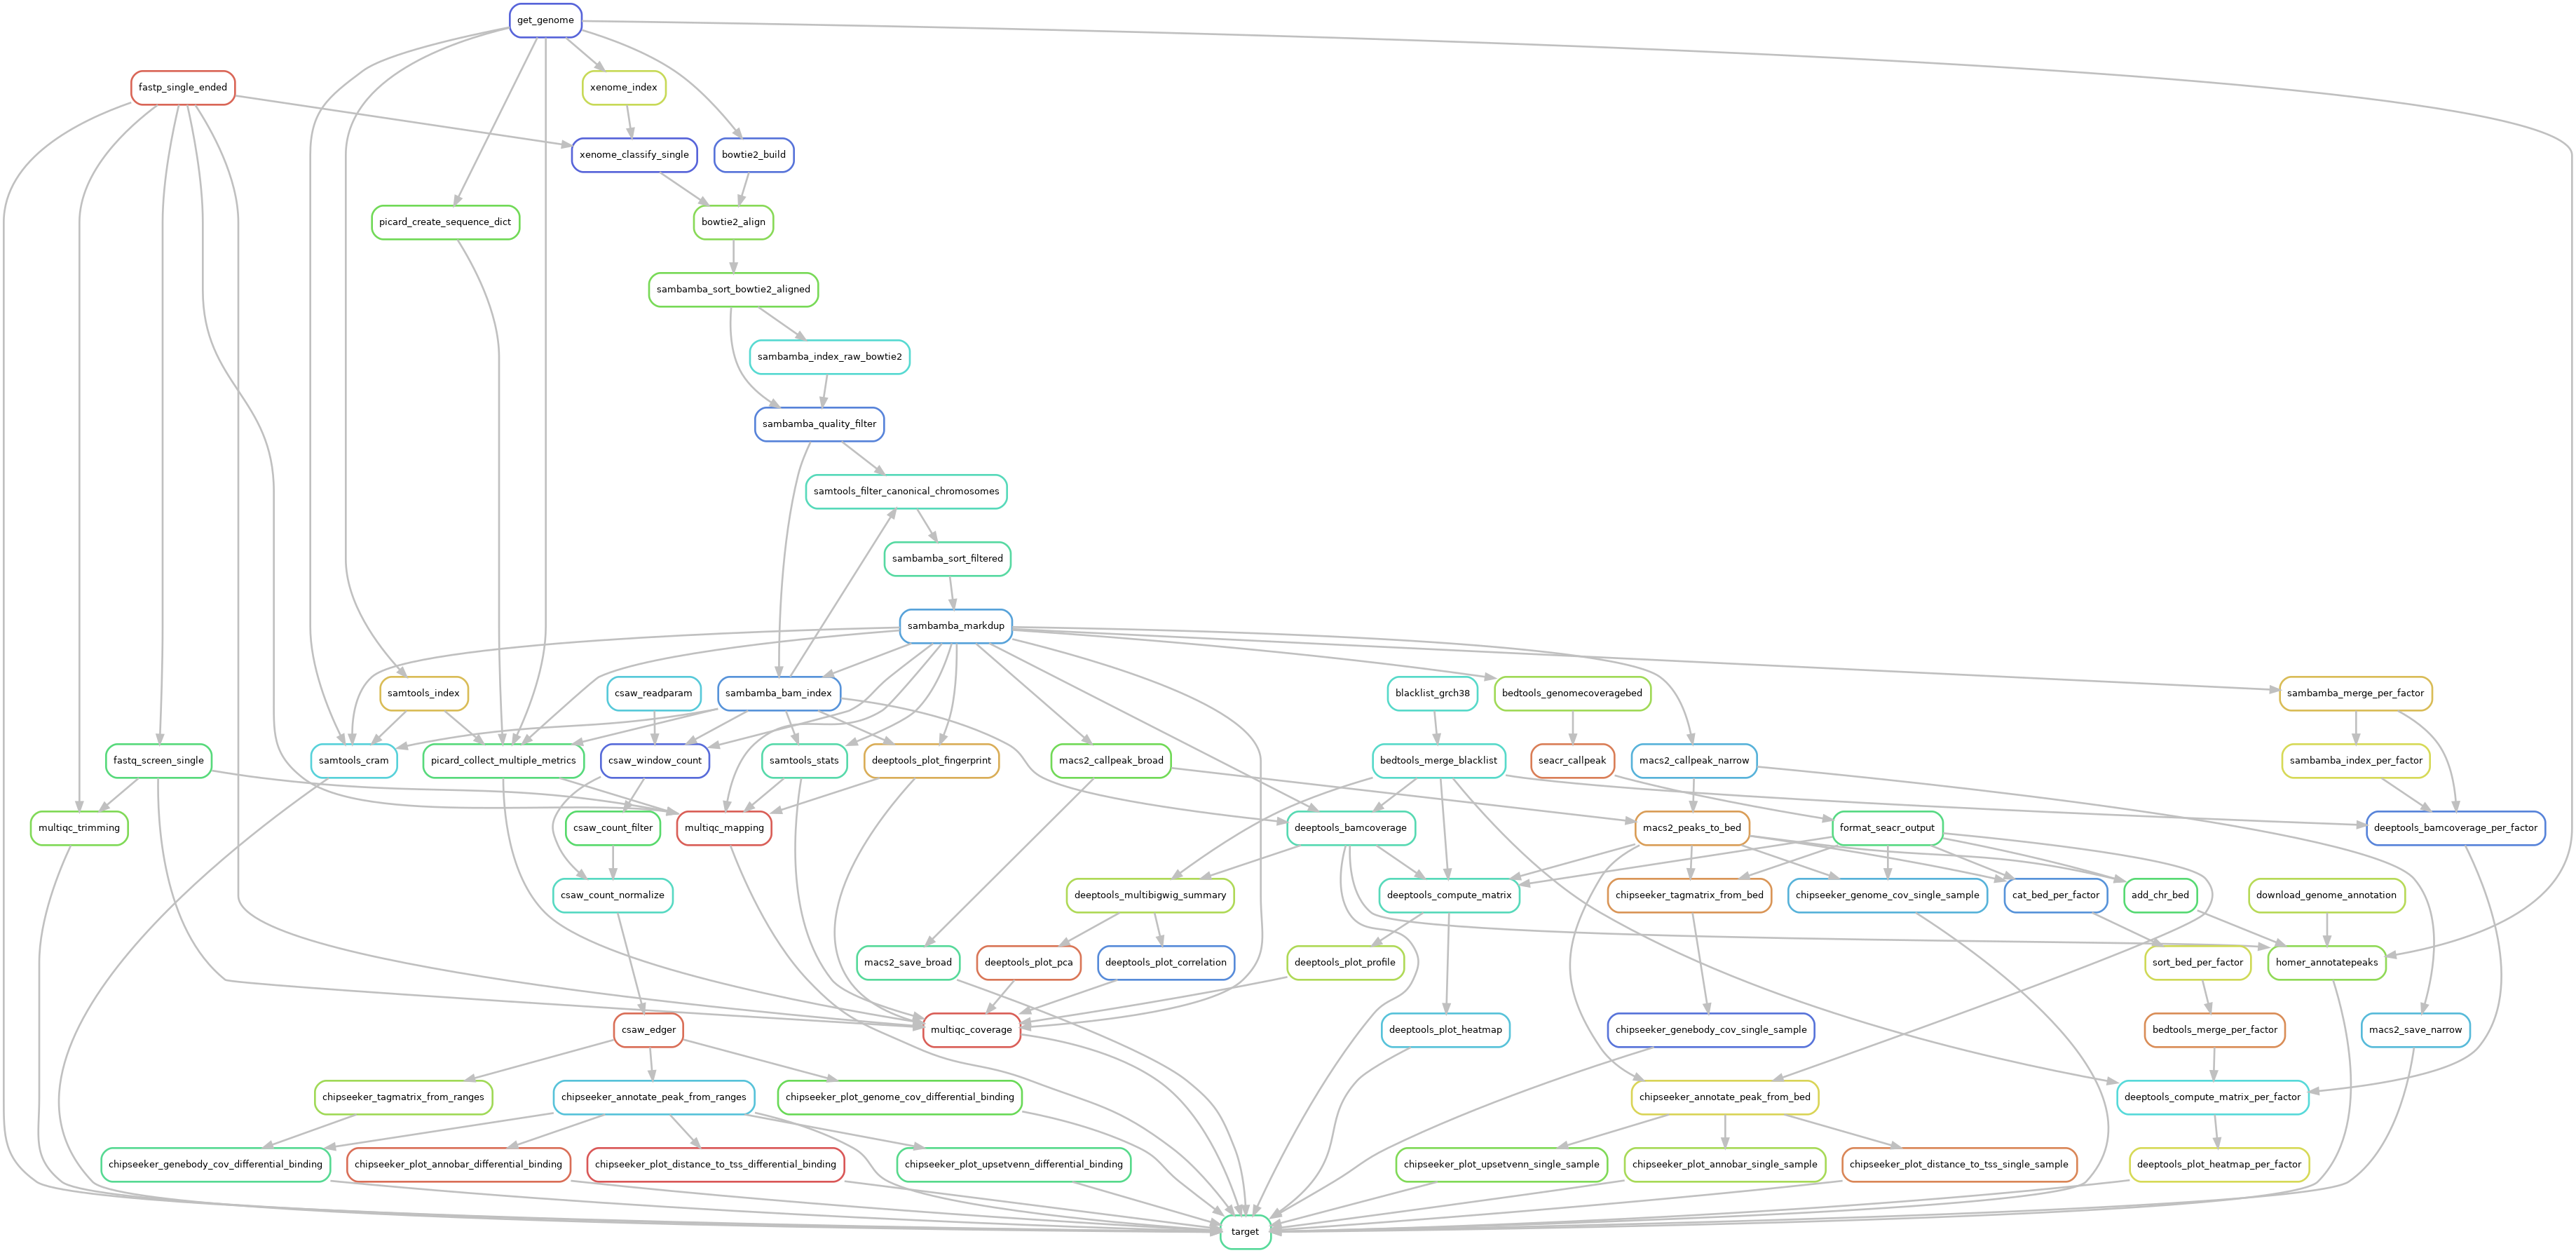 get_genome
fastp_single_ended
xenome_index
xenome_classify_single
bowtie2_build
picard_create_sequence_dict
bowtie2_align
sambamba_sort_bowtie2_aligned
sambamba_index_raw_bowtie2
sambamba_quality_filter
samtools_filter_canonical_chromosomes
sambamba_sort_filtered
sambamba_markdup
samtools_index
csaw_readparam
sambamba_bam_index
blacklist_grch38
bedtools_genomecoveragebed
sambamba_merge_per_factor
fastq_screen_single
samtools_cram
picard_collect_multiple_metrics
csaw_window_count
samtools_stats
deeptools_plot_fingerprint
macs2_callpeak_broad
bedtools_merge_blacklist
seacr_callpeak
macs2_callpeak_narrow
sambamba_index_per_factor
multiqc_trimming
csaw_count_filter
multiqc_mapping
deeptools_bamcoverage
macs2_peaks_to_bed
format_seacr_output
deeptools_bamcoverage_per_factor
csaw_count_normalize
deeptools_multibigwig_summary
deeptools_compute_matrix
chipseeker_tagmatrix_from_bed
chipseeker_genome_cov_single_sample
cat_bed_per_factor
add_chr_bed
download_genome_annotation
macs2_save_broad
deeptools_plot_pca
deeptools_plot_correlation
deeptools_plot_profile
sort_bed_per_factor
homer_annotatepeaks
csaw_edger
multiqc_coverage
deeptools_plot_heatmap
chipseeker_genebody_cov_single_sample
bedtools_merge_per_factor
macs2_save_narrow
chipseeker_tagmatrix_from_ranges
chipseeker_annotate_peak_from_ranges
chipseeker_plot_genome_cov_differential_binding
chipseeker_annotate_peak_from_bed
deeptools_compute_matrix_per_factor
chipseeker_genebody_cov_differential_binding
chipseeker_plot_annobar_differential_binding
chipseeker_plot_distance_to_tss_differential_binding
chipseeker_plot_upsetvenn_differential_binding
chipseeker_plot_upsetvenn_single_sample
chipseeker_plot_annobar_single_sample
chipseeker_plot_distance_to_tss_single_sample
deeptools_plot_heatmap_per_factor
target